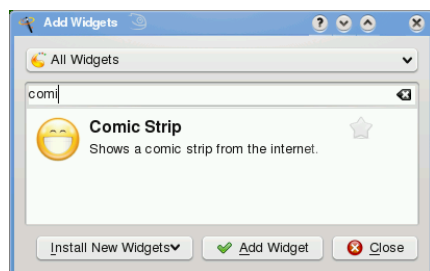 Add Widgets
All Widgets
comi
Comic Strip
Shows a comic strip from the internet.
Install New Widgets
Add Widget
Close